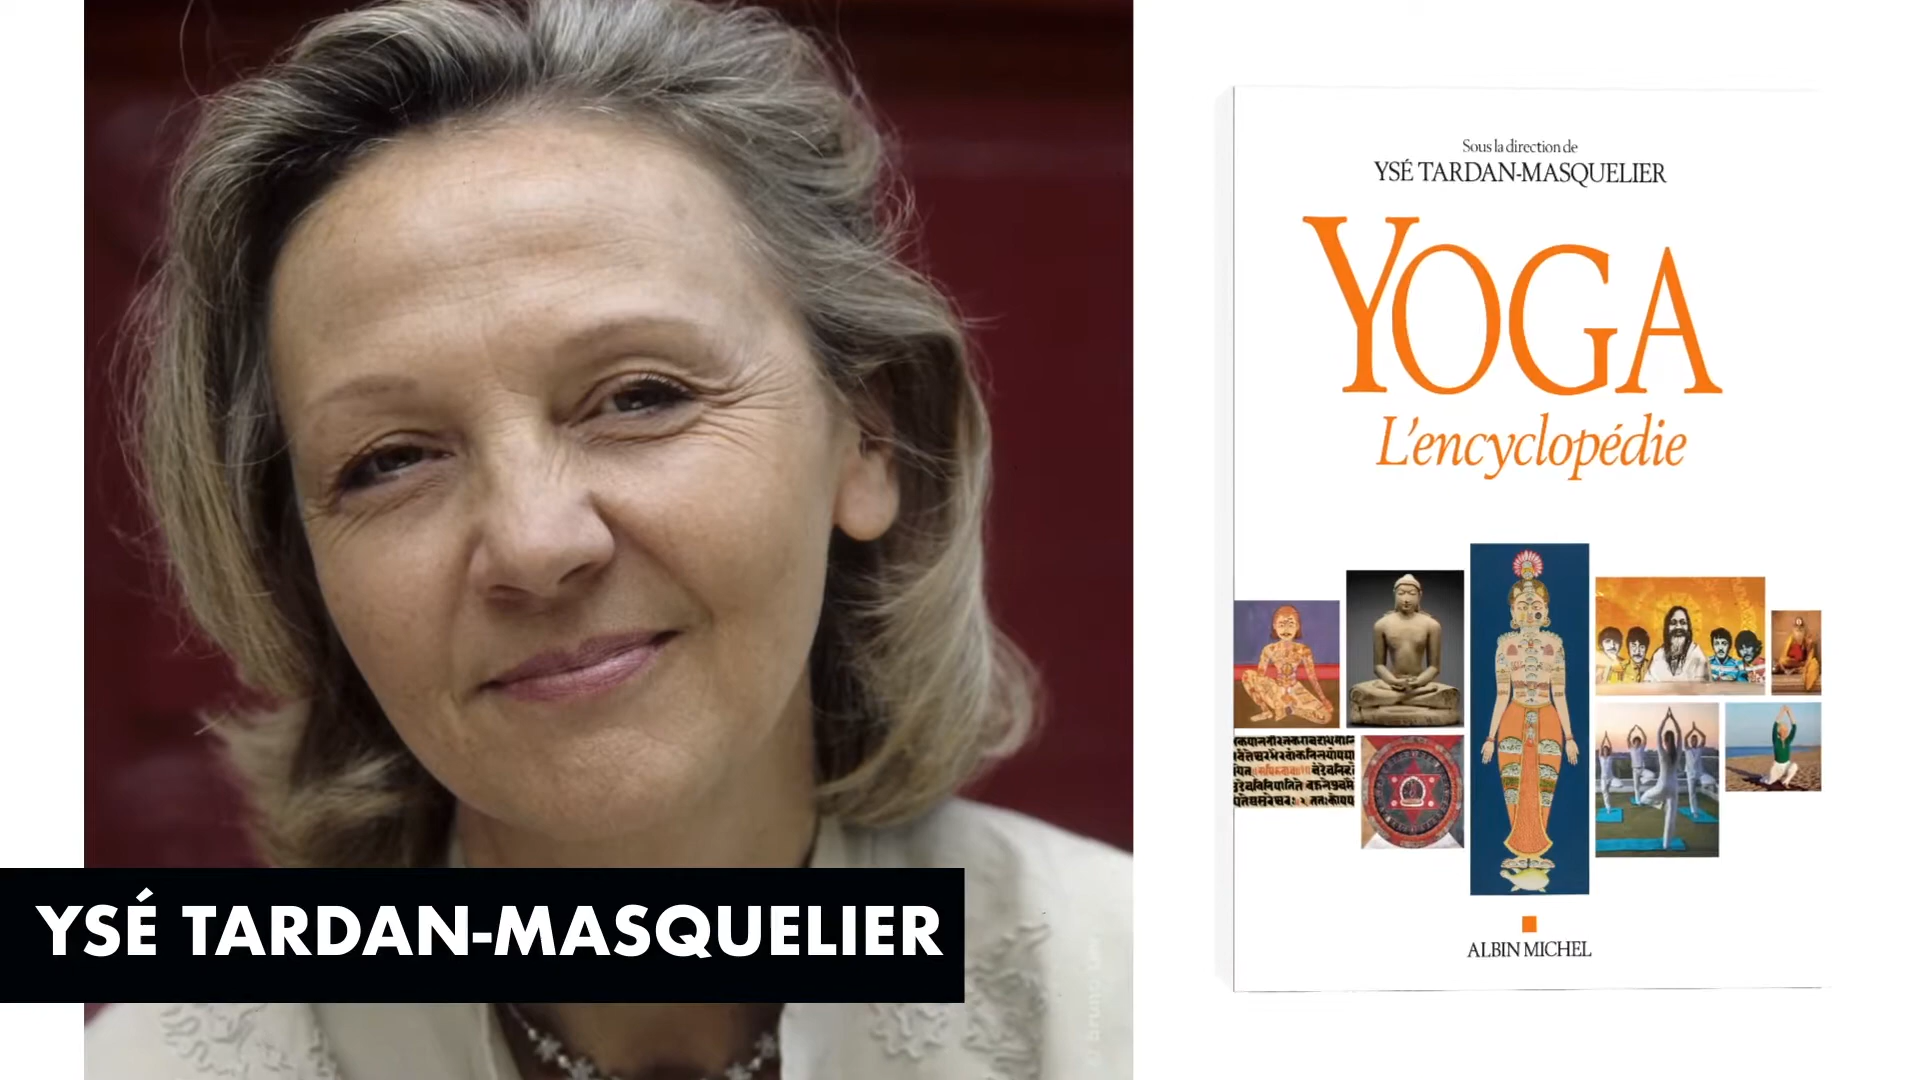 YSÉ TARDAN-MASQUELIER
Sous la direction de
YSÉ TARDAN-MASQUELIER
YOGA
L'encyclopédie
ALBIN MICHEL